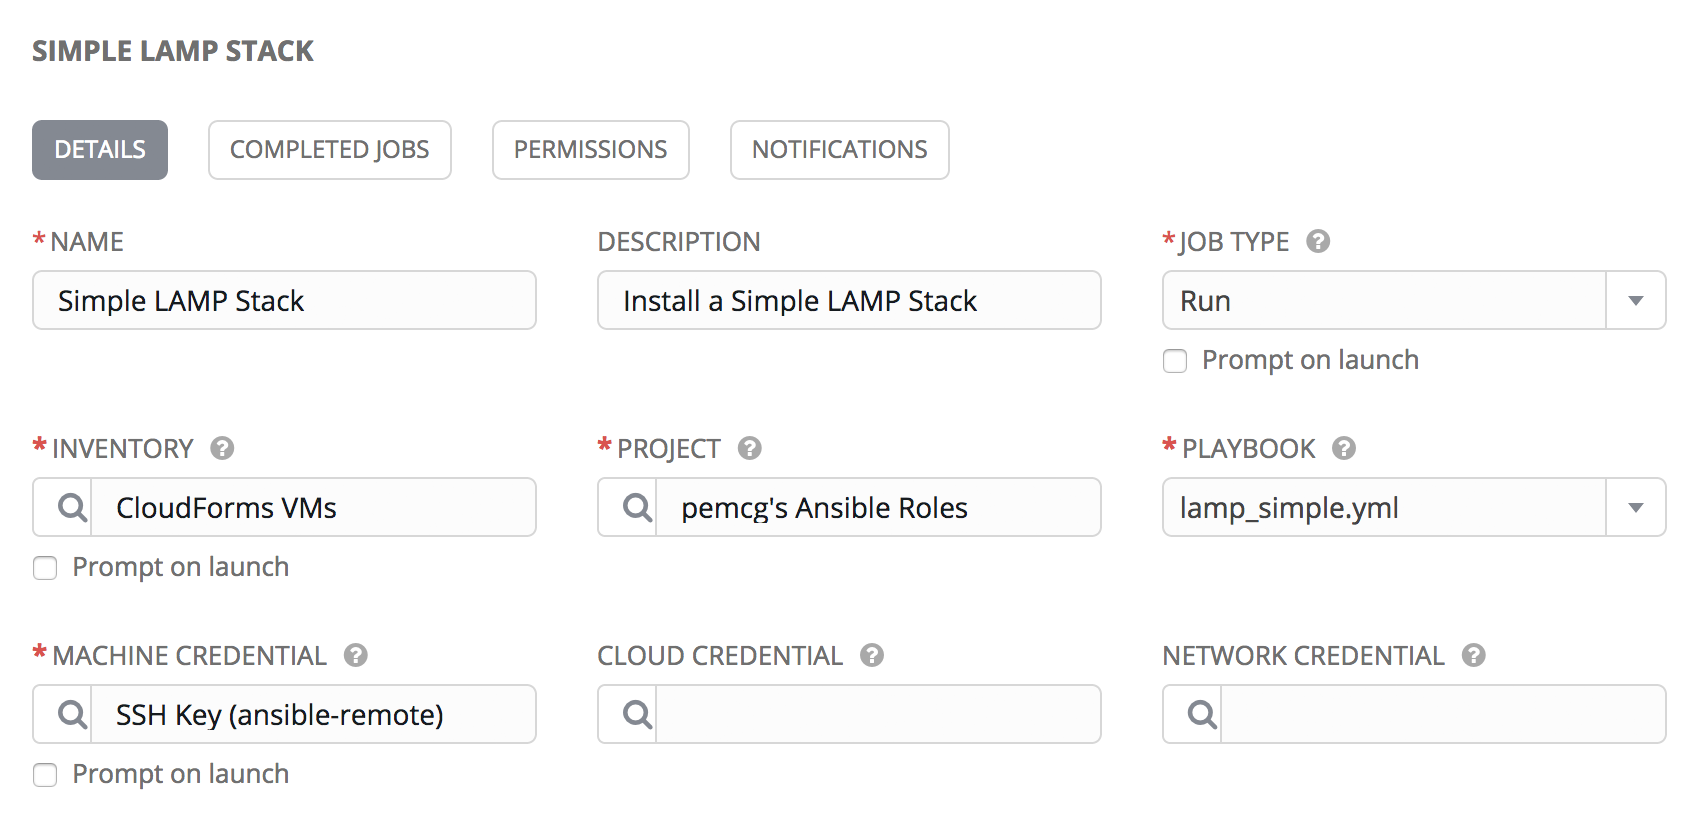 SIMPLE LAMP STACK
DETAILS COMPLETED JOBS PERMISSIONS NOTIFICATIONS
* NAME DESCRIPTION * JOB TYPE ?
Simple LAMP Stack Install a Simple LAMP Stack Run
Prompt on launch
* INVENTORY ? * PROJECT ? * PLAYBOOK ?
CloudForms VMs pemcg's Ansible Roles lamp_simple.yml
Prompt on launch
* MACHINE CREDENTIAL ? CLOUD CREDENTIAL ? NETWORK CREDENTIAL ?
SSH Key (ansible-remote)
Prompt on launch